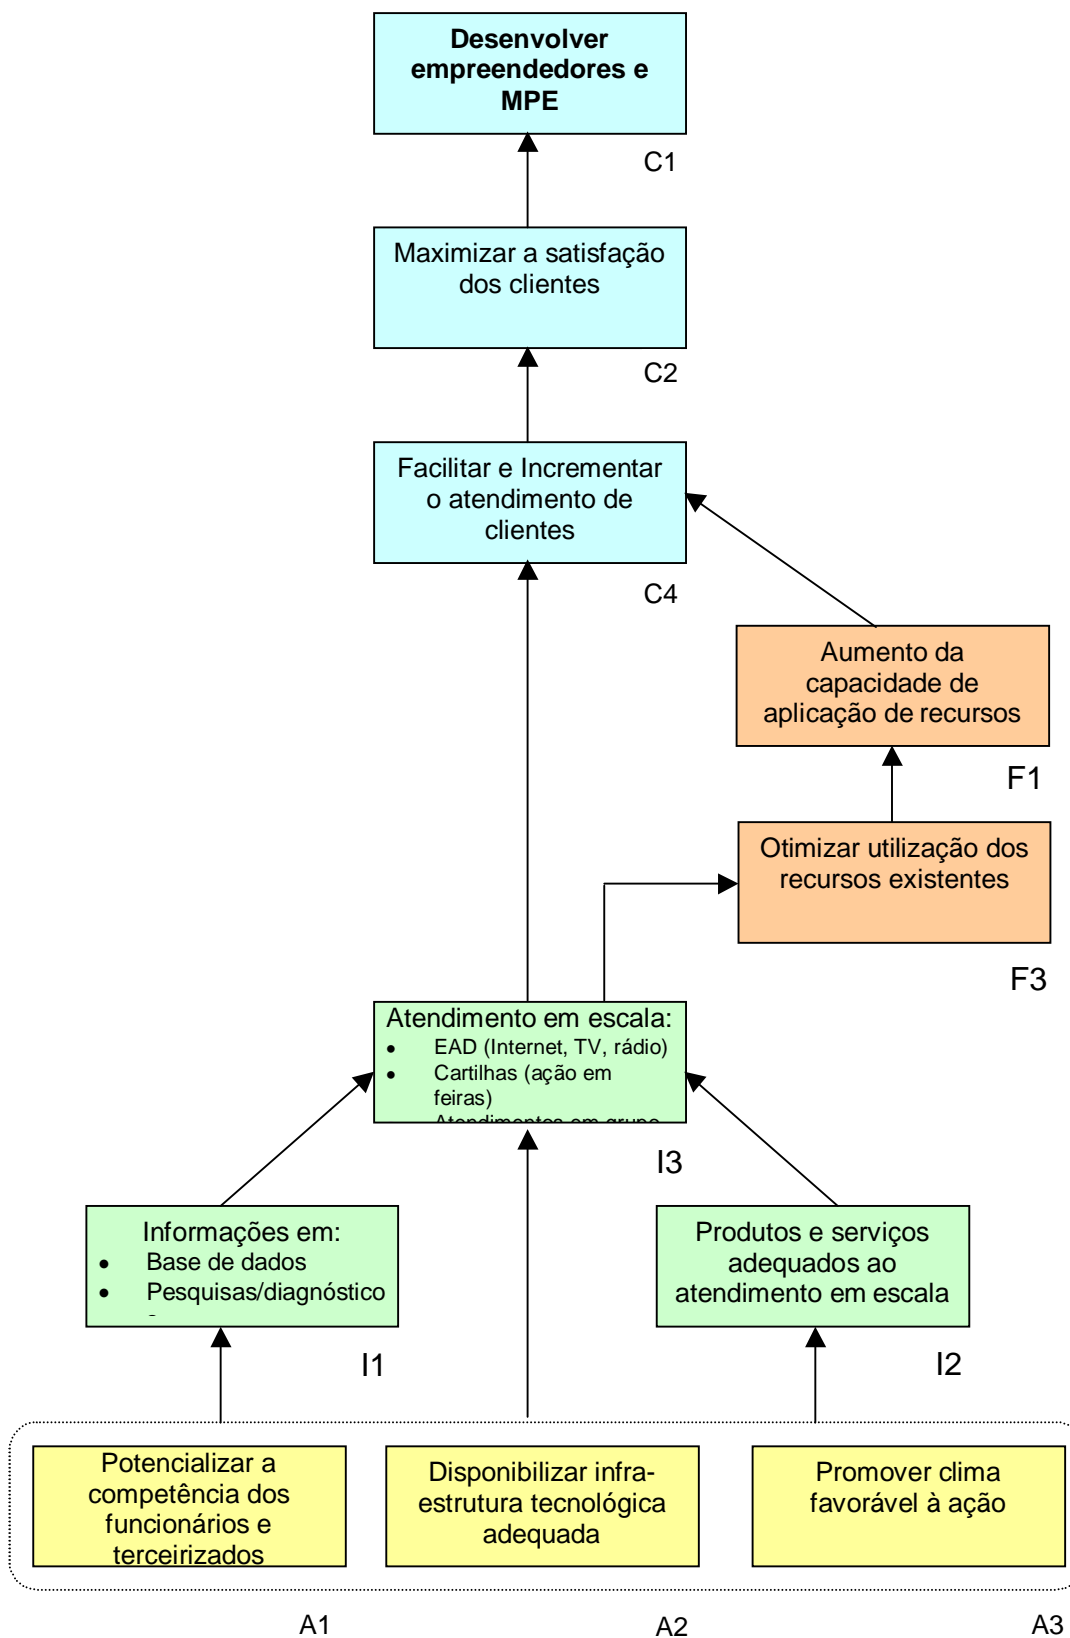 Desenvolver
empreendedores e
MPE
C1
Maximizar a satisfação
dos clientes
C2
Facilitar e Incrementar
o atendimento de
clientes
C4
Aumento da
capacidade de
aplicação de recursos
F1
Otimizar utilização dos
recursos existentes
F3
Atendimento em escala:
• EAD (Internet, TV, rádio)
• Cartilhas (ação em
feiras)
Atendimentos em grupo
I3
Informações em:
• Base de dados
• Pesquisas/diagnóstico
I1
Produtos e serviços
adequados ao
atendimento em escala
I2
Potencializar a
competência dos
funcionários e
terceirizados
A1
Disponibilizar infra-
estrutura tecnológica
adequada
A2
Promover clima
favorável à ação
A3